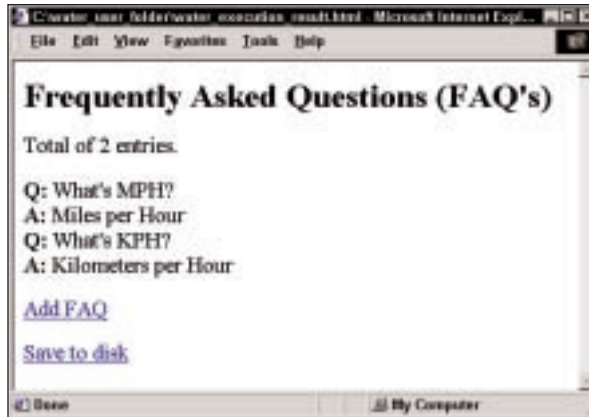 C:\water_user_folder\water_execution_result.html - Microsoft Internet Expl...
File Edit View Favorites Tools Help
Frequently Asked Questions (FAQ's)
Total of 2 entries.
Q: What's MPH?
A: Miles per Hour
Q: What's KPH?
A: Kilometers per Hour
Add FAQ
Save to disk
Done My Computer